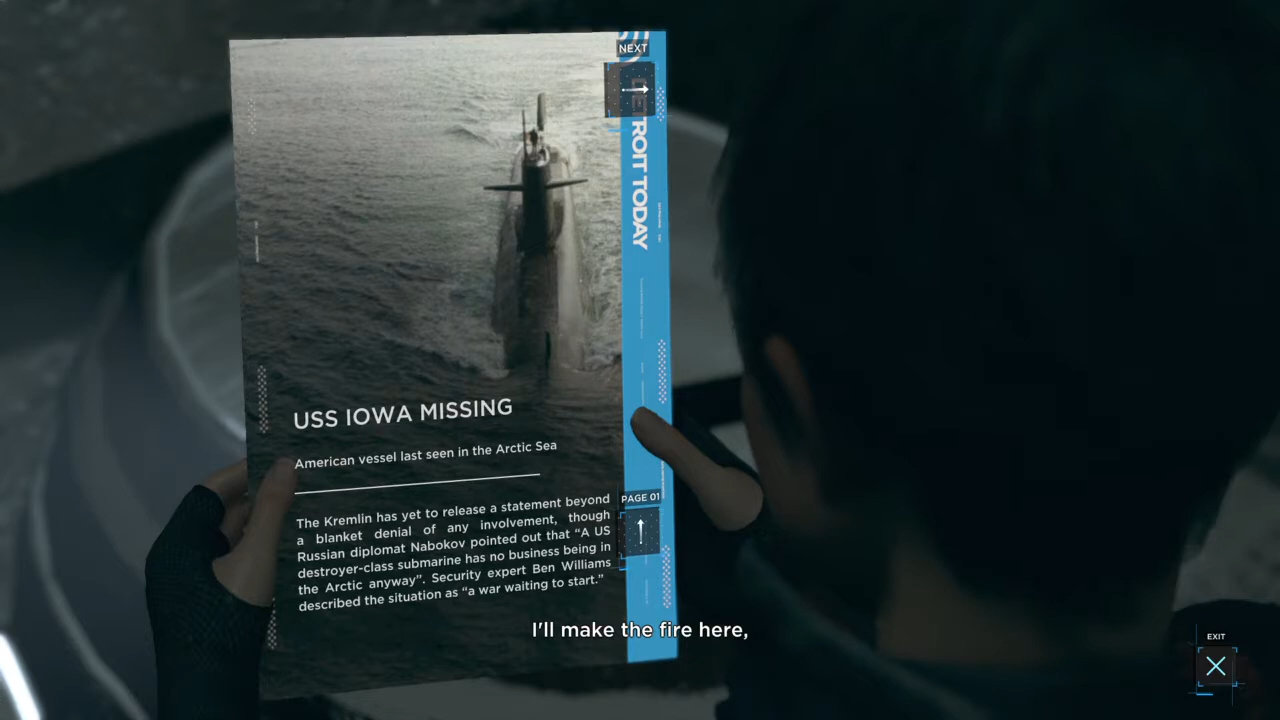 NEXT
ROIT TODAY
USS IOWA MISSING
American vessel last seen in the Arctic Sea
The Kremlin has yet to release a statement beyond
a blanket denial of any involvement, though
Russian diplomat Nabokov pointed out that “A US
destroyer-class submarine has no business being in
the Arctic anyway”. Security expert Ben Williams
described the situation as “a war waiting to start.”
PAGE 01
I'll make the fire here,
EXIT